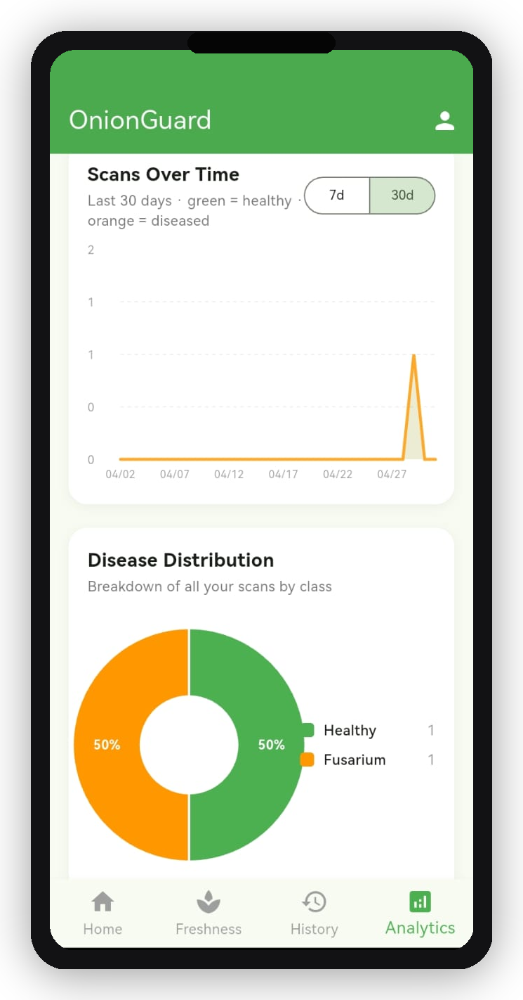 OnionGuard
Scans Over Time
Last 30 days · green = healthy ·
orange = diseased
7d
30d
2
1
1
0
0
04/02
04/07
04/12
04/17
04/22
04/27
Disease Distribution
Breakdown of all your scans by class
50%
50%
Healthy 1
Fusarium 1
Home
Freshness
History
Analytics